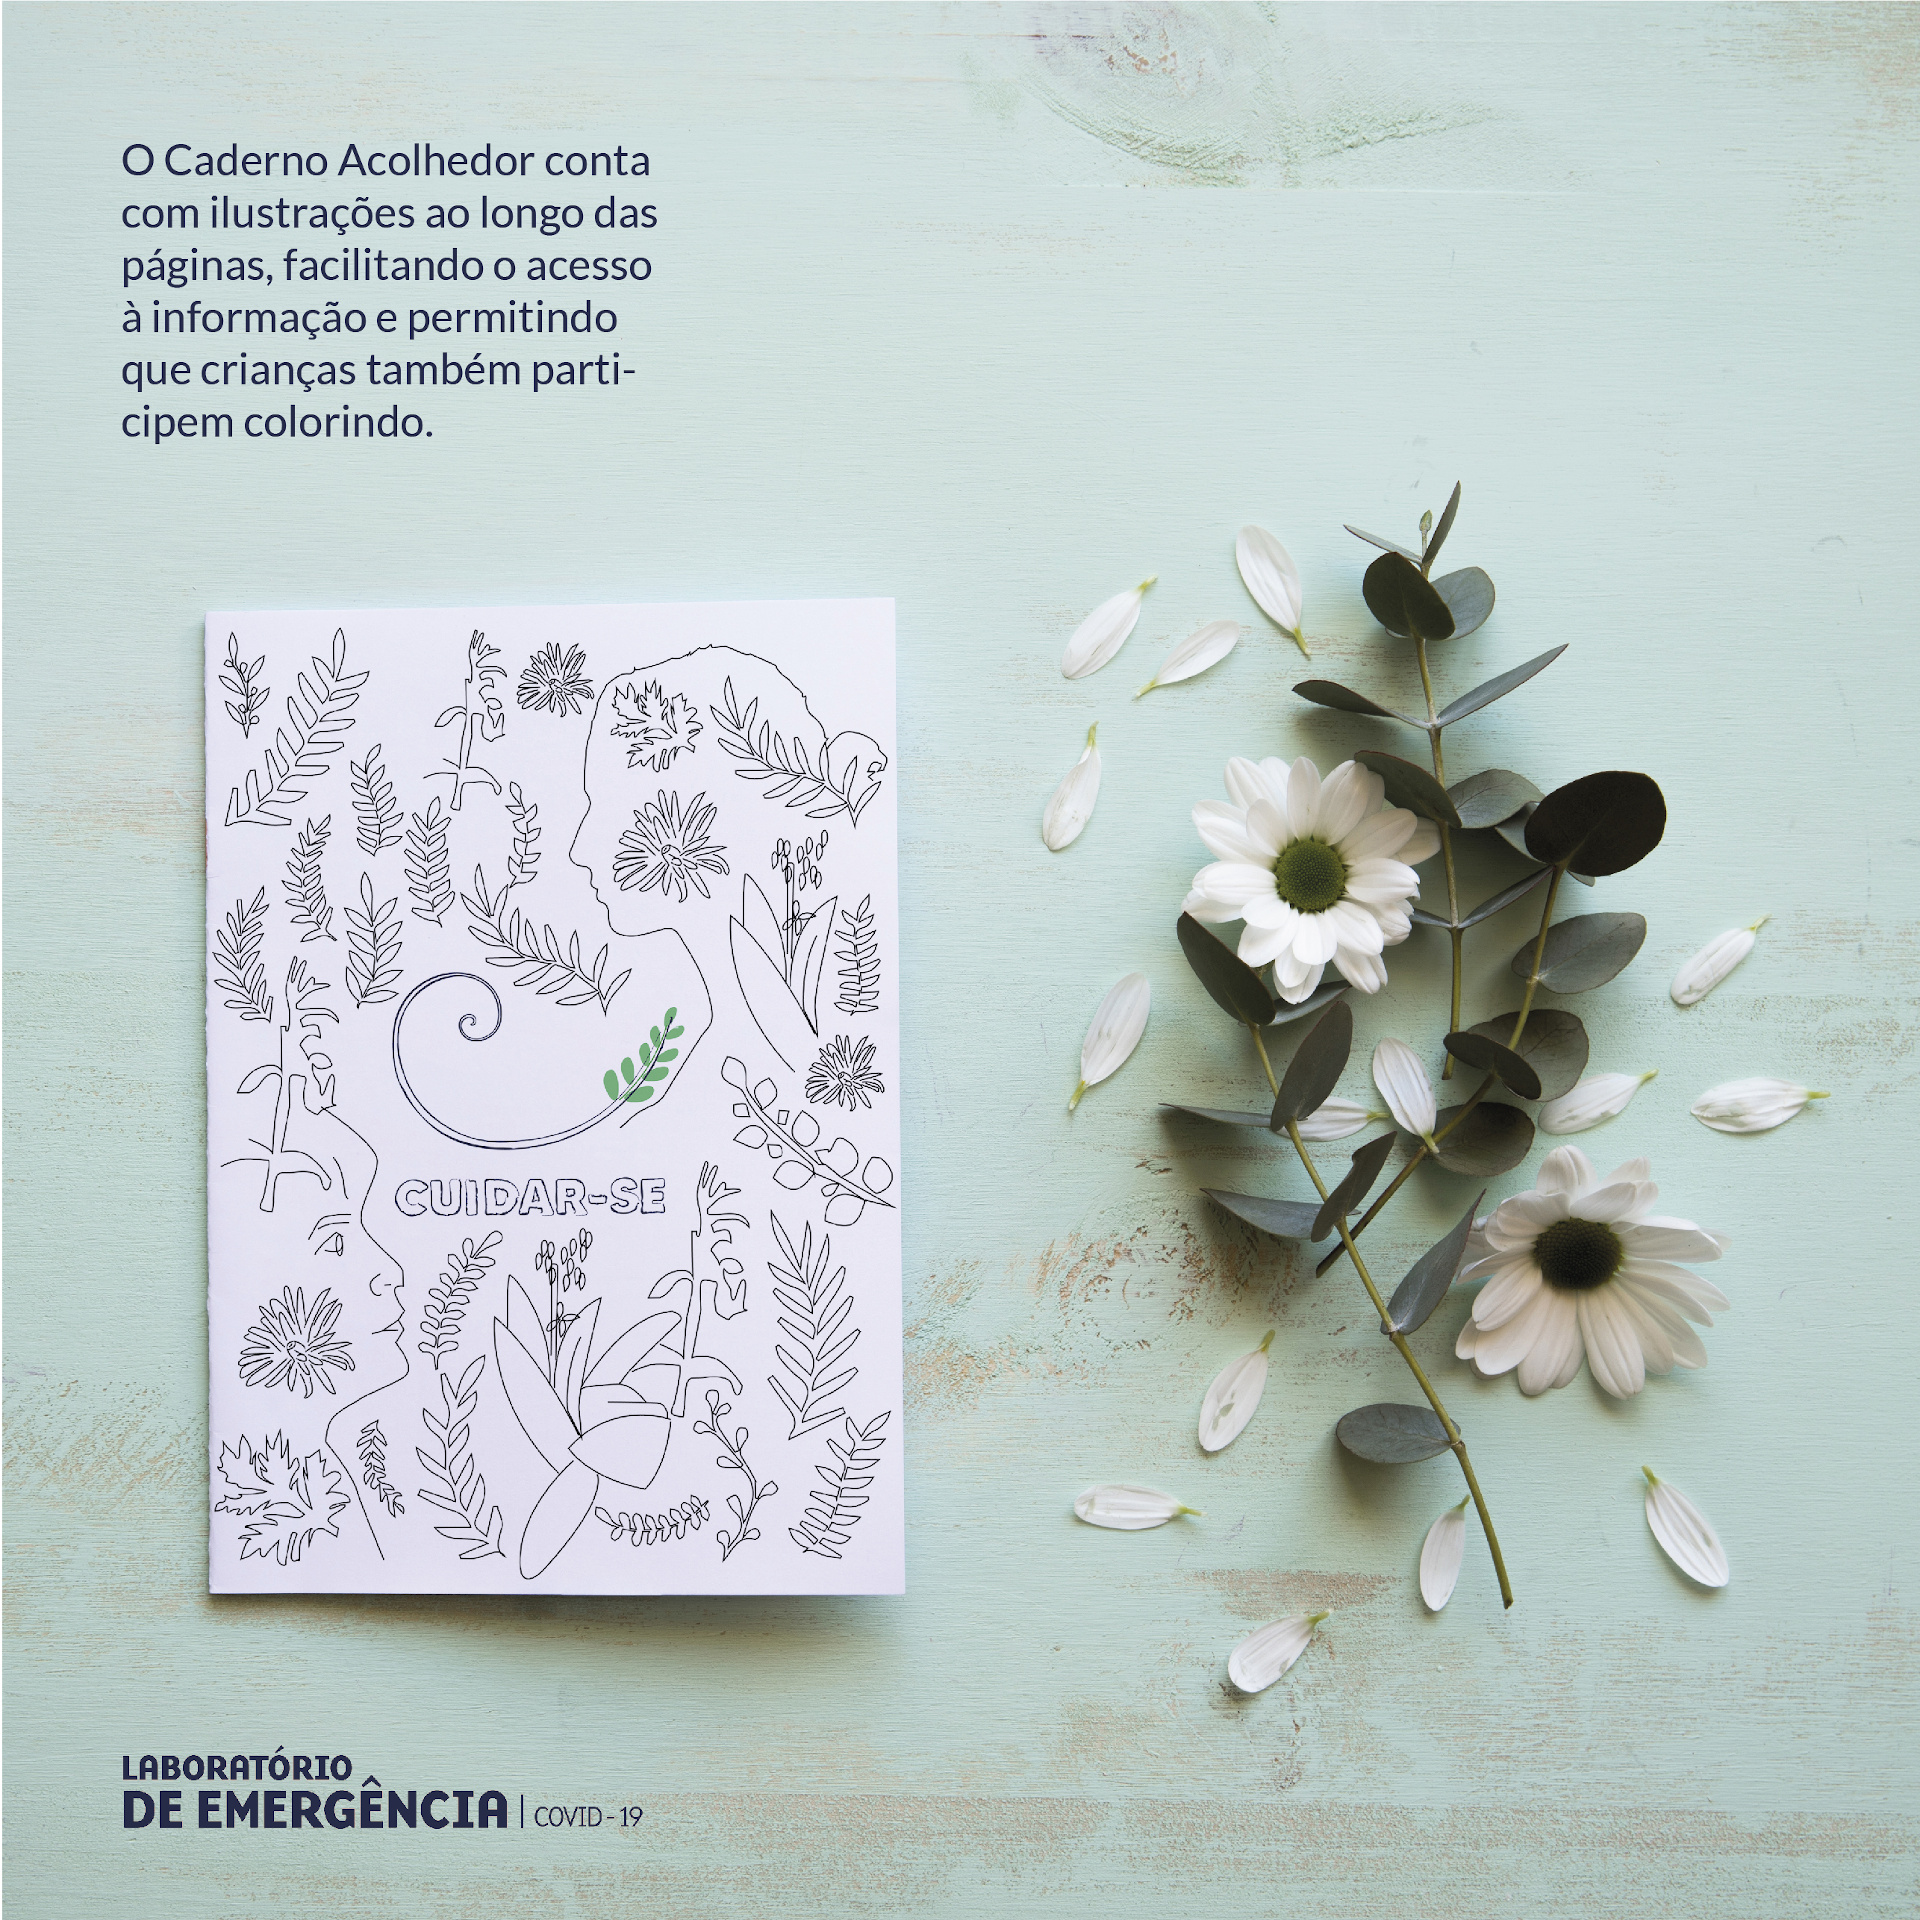 O Caderno Acolhedor conta
com ilustrações ao longo das
páginas, facilitando o acesso
à informação e permitindo
que crianças também parti-
cipem colorindo.
CUIDAR-SE
LABORATÓRIO
DE EMERGÊNCIA | COVID-19